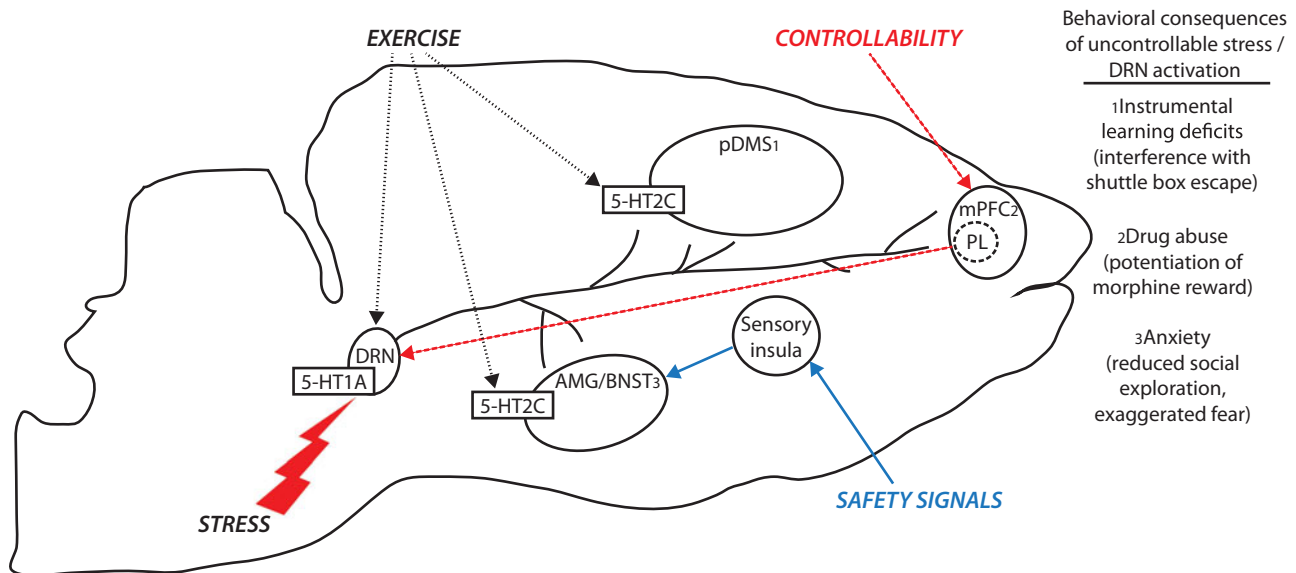 EXERCISE
CONTROLLABILITY
Behavioral consequences
of uncontrollable stress /
DRN activation
1Instrumental
learning deficits
(interference with
shuttle box escape)
2Drug abuse
(potentiation of
morphine reward)
3Anxiety
(reduced social
exploration,
exaggerated fear)
pDMS1
5-HT2C
mPFC2
PL
Sensory
insula
DRN
5-HT1A
AMG/BNST3
5-HT2C
SAFETY SIGNALS
STRESS